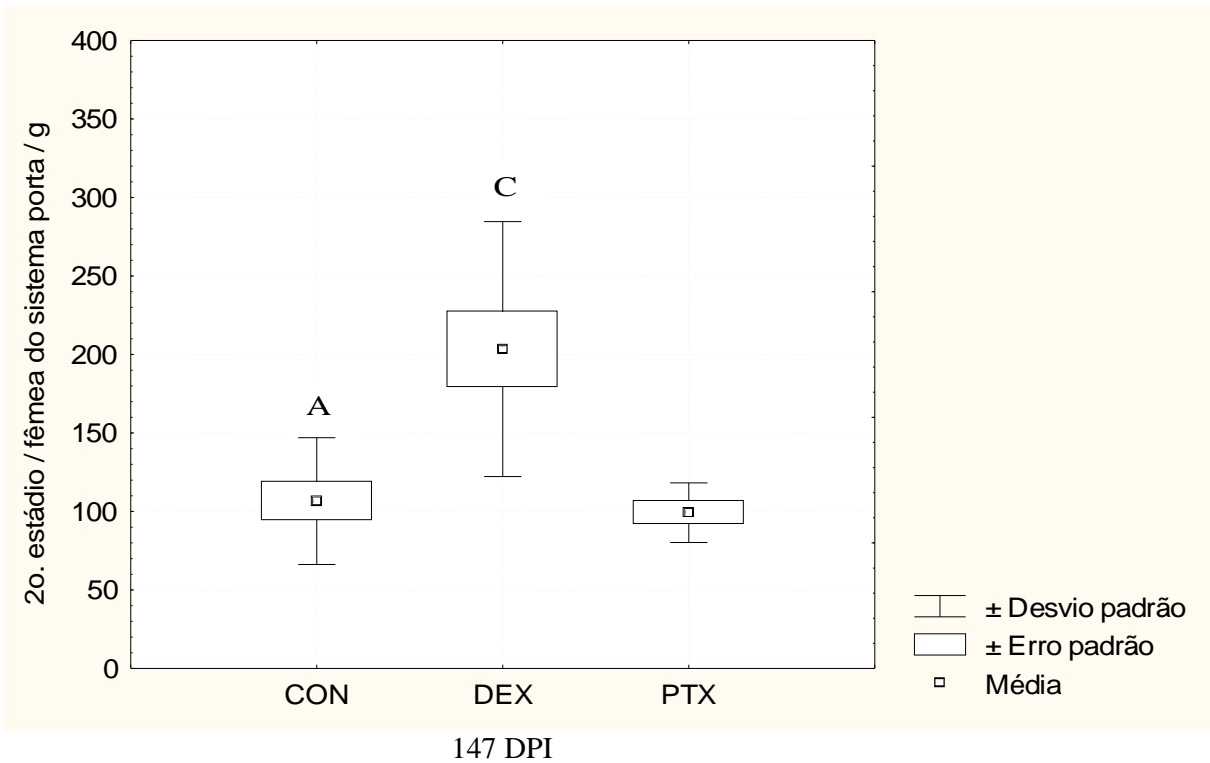 2o. estádio / fêmea do sistema porta / g
400
350
300
250
200
150
100
50
0
A
C
CON DEX PTX
147 DPI
± Desvio padrão
± Erro padrão
Média